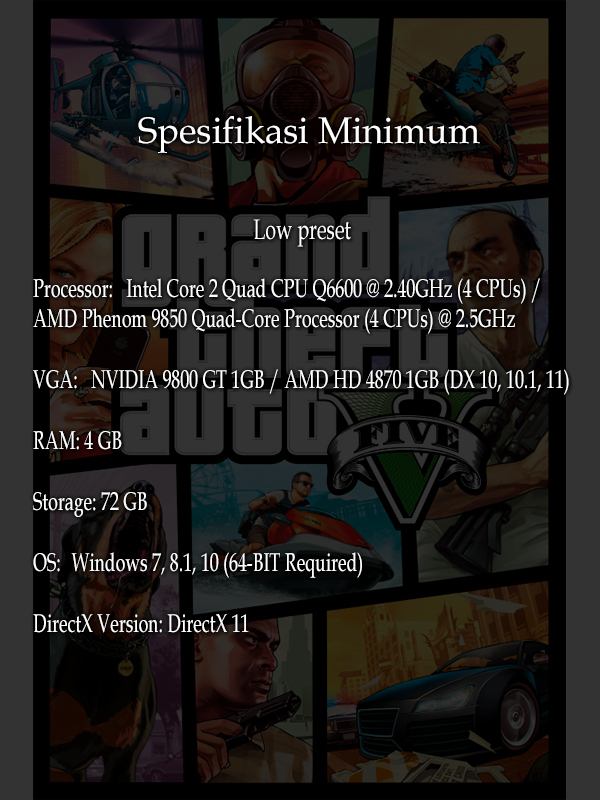 Spesifikasi Minimum
Low preset
Processor: Intel Core 2 Quad CPU Q6600 @ 2.40GHz (4 CPUs) /
AMD Phenom 9850 Quad-Core Processor (4 CPUs) @ 2.5GHz
VGA: NVIDIA 9800 GT 1GB / AMD HD 4870 1GB (DX 10, 10.1, 11)
RAM: 4 GB
Storage: 72 GB
OS: Windows 7, 8.1, 10 (64-BIT Required)
DirectX Version: DirectX 11
grand
theft
auto
FIVE